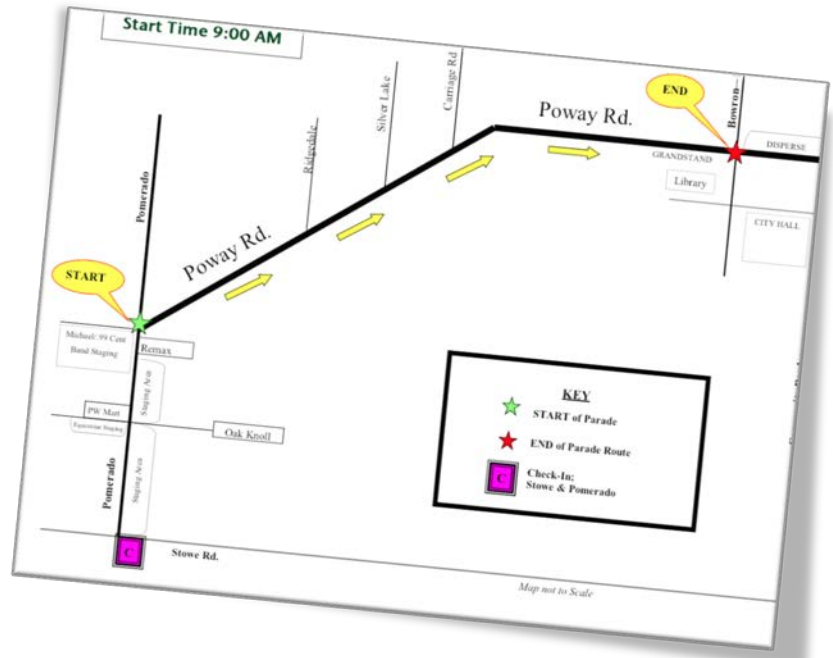 Start Time 9:00 AM
Pomerado
Ridgedale
Silver Lake
Carriage Rd
Poway Rd.
END
Bowron
GRANDSTAND
DISPERSE
Library
CITY HALL
Poway Rd.
START
Michael/.99 Cent
Band Staging
Remax
Staging Area
PW Mart
Equestrian Staging
Oak Knoll
Pomerado
Staging Area
C
Stowe Rd.
KEY
START of Parade
END of Parade Route
C
Check-In:
Stowe & Pomerado
Map not to Scale